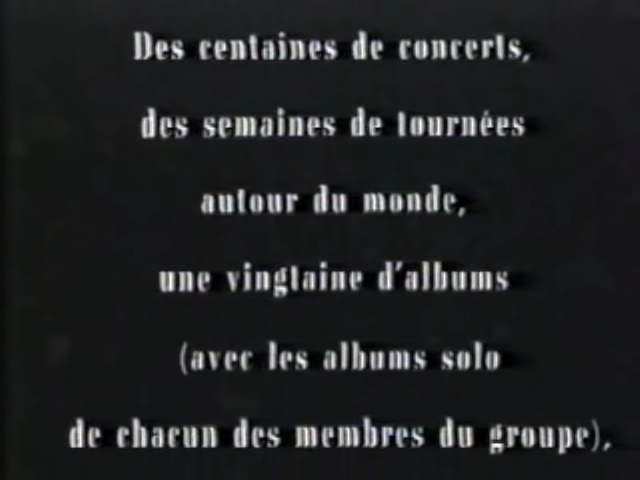 Des centaines de concerts,
des semaines de tournées
autour du monde,
une vingtaine d'albums
(avec les albums solo
de chacun des membres du groupe),